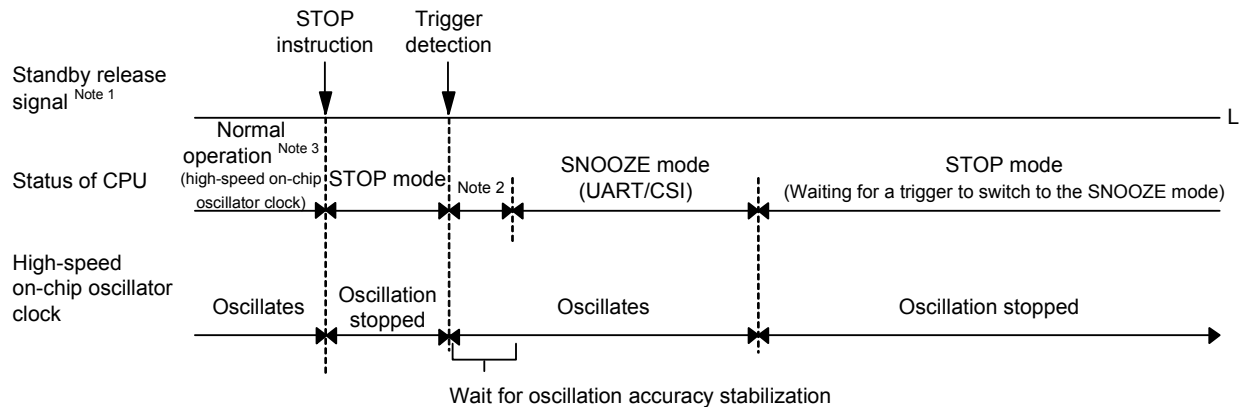 STOP
instruction
Trigger
detection
Standby release
signal Note 1
L
Normal
operation Note 3
(high-speed on-chip
oscillator clock)
Status of CPU
STOP mode
Note 2
SNOOZE mode
(UART/CSI)
STOP mode
(Waiting for a trigger to switch to the SNOOZE mode)
High-speed
on-chip oscillator
clock
Oscillates
Oscillation
stopped
Oscillates
Oscillation stopped
Wait for oscillation accuracy stabilization